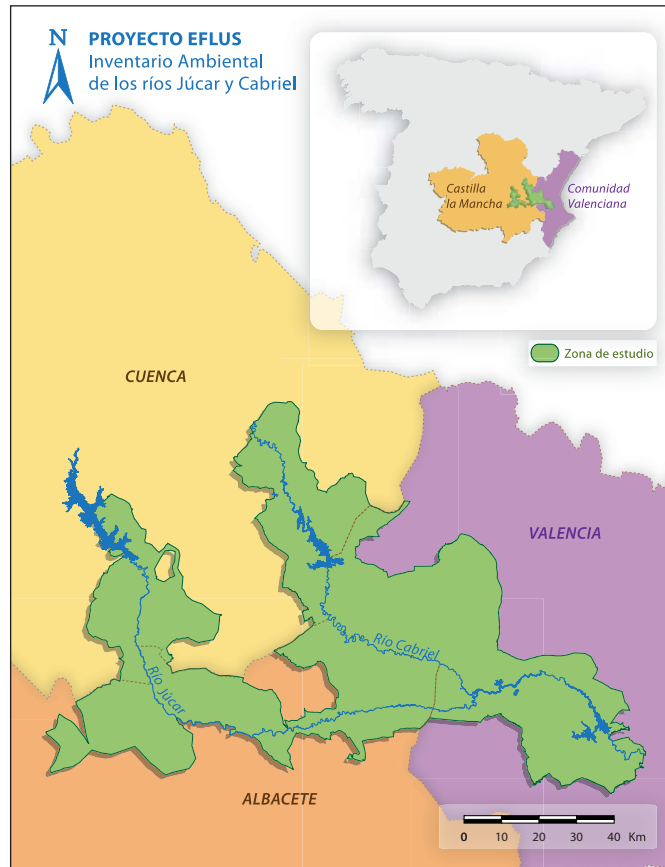 N
PROYECTO EFLUS
Inventario Ambiental
de los ríos Júcar y Cabriel
Castilla
la Mancha
Comunidad
Valenciana
Zona de estudio
CUENCA
VALENCIA
Río Cabriel
Río Júcar
ALBACETE
0 10 20 30 40 Km